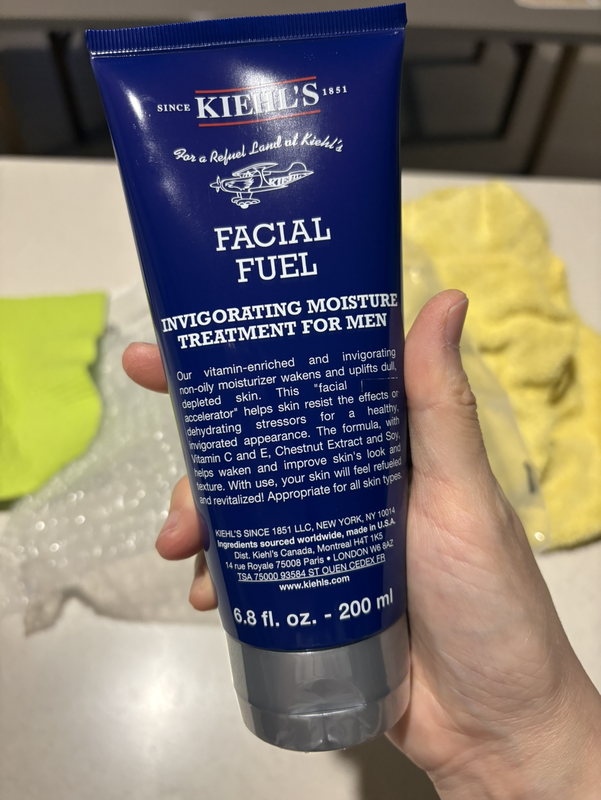 SINCE KIEHL'S 1851
For a Refuel Land at Kiehl's
KIEHL'S
FACIAL
FUEL
INVIGORATING MOISTURE
TREATMENT FOR MEN
Our vitamin-enriched and invigorating
non-oily moisturizer wakens and uplifts dull,
depleted skin. This "facial
accelerator" helps skin resist the effects or
dehydrating stressors for a healthy,
invigorated appearance. The formula, with
Vitamin C and E, Chestnut Extract and Soy,
helps waken and improve skin's look and
texture. With use, your skin will feel refueled
and revitalized! Appropriate for all skin types.
KIEHL'S SINCE 1851 LLC, NEW YORK, NY 10014
Ingredients sourced worldwide, made in U.S.A.
Dist. Kiehl's Canada, Montreal H4T 1K5
14 rue Royale 75008 Paris • LONDON W6 8AZ
TSA 75000 93584 ST OUEN CEDEX FR
www.kiehls.com
6.8 fl. oz. - 200 ml